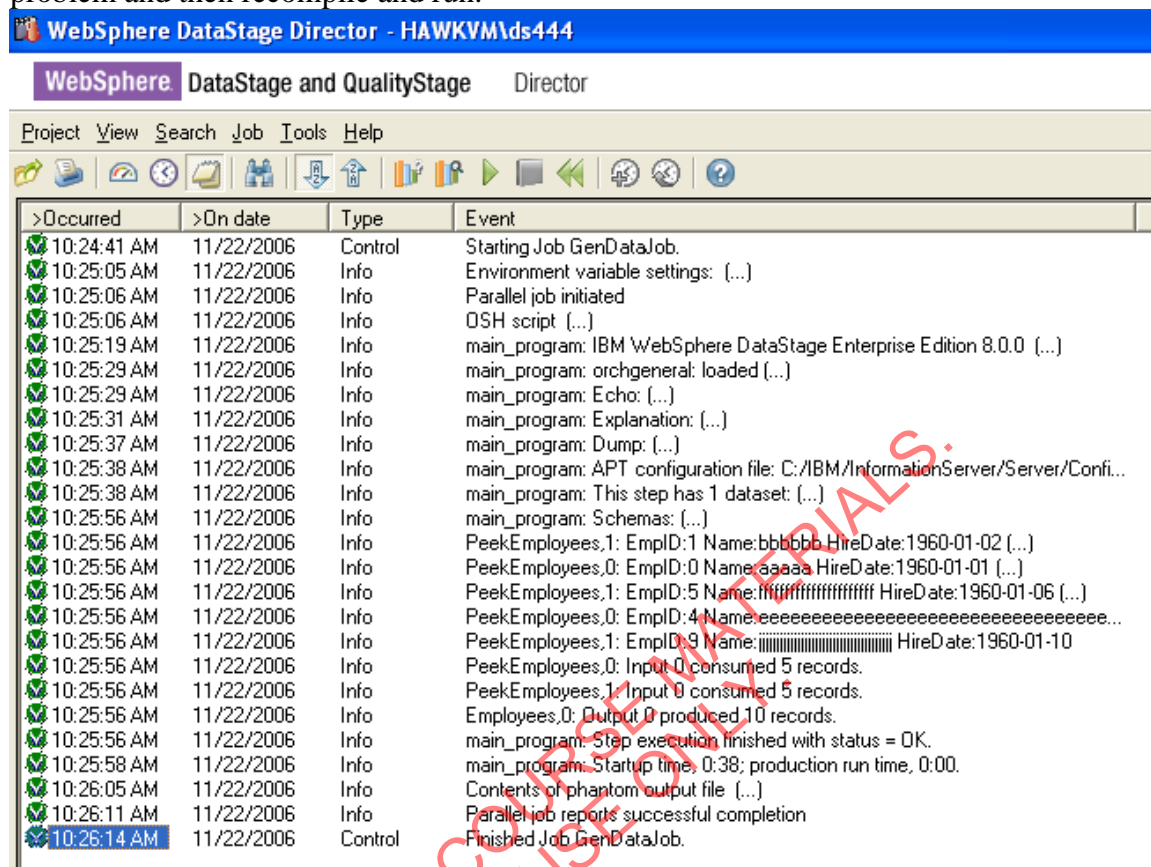 problem and then recompile and run.
WebSphere DataStage Director - HAWKVM\ds444
WebSphere. DataStage and QualityStage Director
Project View Search Job Tools Help
>Occurred >On date Type Event
10:24:41 AM 11/22/2006 Control Starting Job GenDataJob.
10:25:05 AM 11/22/2006 Info Environment variable settings: (...)
10:25:06 AM 11/22/2006 Info Parallel job initiated
10:25:06 AM 11/22/2006 Info OSH script (...)
10:25:19 AM 11/22/2006 Info main_program: IBM WebSphere DataStage Enterprise Edition 8.0.0 (...)
10:25:29 AM 11/22/2006 Info main_program: orchgeneral: loaded (...)
10:25:29 AM 11/22/2006 Info main_program: Echo: (...)
10:25:31 AM 11/22/2006 Info main_program: Explanation: (...)
10:25:37 AM 11/22/2006 Info main_program: Dump: (...)
10:25:38 AM 11/22/2006 Info main_program: APT configuration file: C:/IBM/InformationServer/Server/Confi...
10:25:38 AM 11/22/2006 Info main_program: This step has 1 dataset: (...)
10:25:56 AM 11/22/2006 Info main_program: Schemas: (...)
10:25:56 AM 11/22/2006 Info PeekEmployees,1: EmpID:1 Name:bbbbbb HireDate:1960-01-02 (...)
10:25:56 AM 11/22/2006 Info PeekEmployees,0: EmpID:0 Name:aaaaa HireDate:1960-01-01 (...)
10:25:56 AM 11/22/2006 Info PeekEmployees,1: EmpID:5 HireDate:1960-01-06 (...)
10:25:56 AM 11/22/2006 Info PeekEmployees,0: EmpID:4
10:25:56 AM 11/22/2006 Info PeekEmployees,1: EmpID:9 HireDate:1960-01-10
10:25:56 AM 11/22/2006 Info PeekEmployees,0: Input 0 consumed 5 records.
10:25:56 AM 11/22/2006 Info PeekEmployees,1: Input 0 consumed 5 records.
10:25:56 AM 11/22/2006 Info Employees,0: Output 0 produced 10 records.
10:25:56 AM 11/22/2006 Info main_program: Step execution finished with status = OK.
10:25:58 AM 11/22/2006 Info main_program: Startup time, 0:38; production run time, 0:00.
10:26:05 AM 11/22/2006 Info Contents of phantom output file (...)
10:26:11 AM 11/22/2006 Info Parallel job reports successful completion
10:26:14 AM 11/22/2006 Control Finished Job GenDataJob.
COURSE MATERIALS.
USE ONLY.